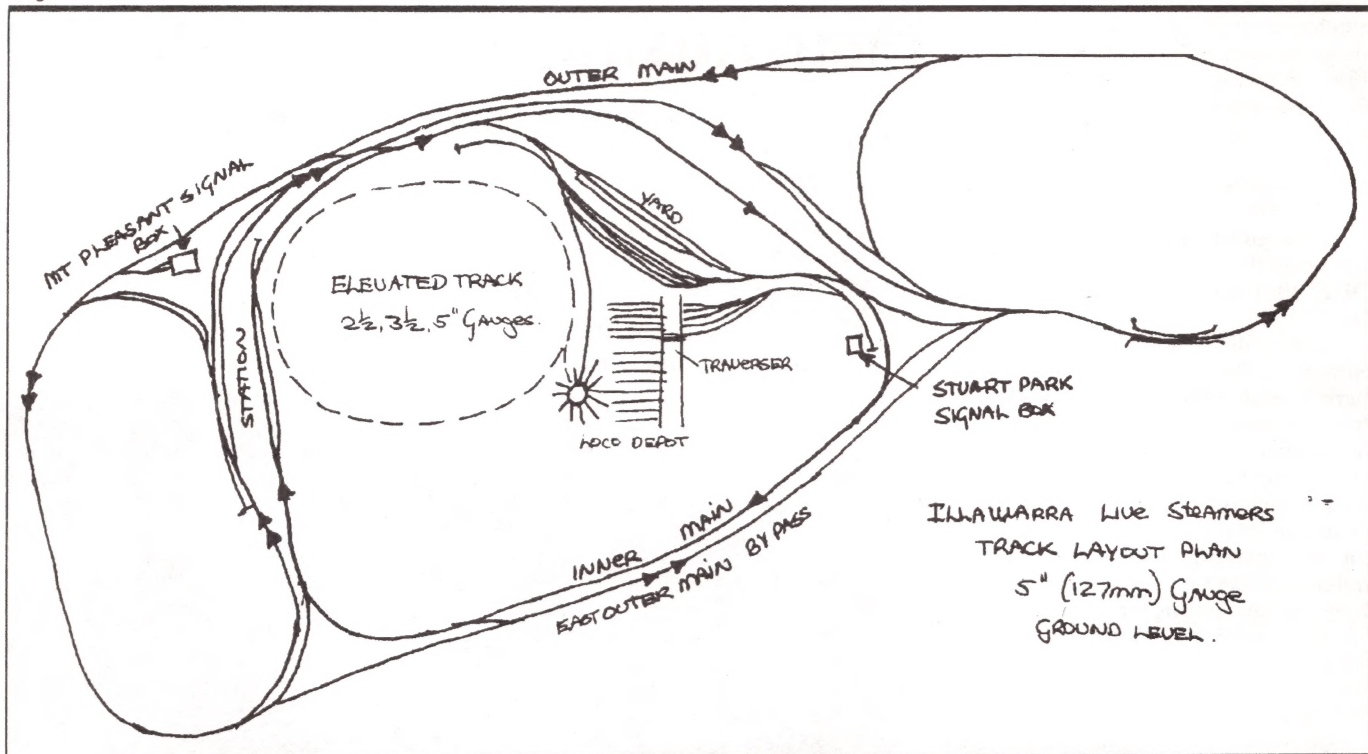 OUTER MAIN
MT PLEASANT SIGNAL
BOX
YARD
ELEVATED TRACK
2½, 3½, 5" Gauges.
STATION
TRAVERSER
STUART PARK
SIGNAL BOX
LOCO DEPOT
INNER MAIN
EAST OUTER MAIN BY PASS
ILLAWARRA LIVE STEAMERS
TRACK LAYOUT PLAN
5" (127mm) GAUGE
GROUND LEVEL.